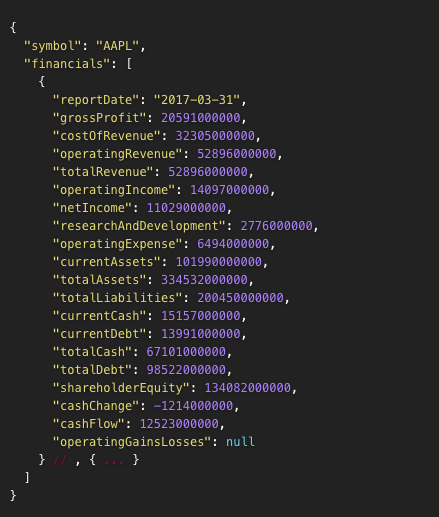 {
"symbol": "AAPL",
"financials": [
{
"reportDate": "2017-03-31",
"grossProfit": 20591000000,
"costOfRevenue": 32305000000,
"operatingRevenue": 52896000000,
"totalRevenue": 52896000000,
"operatingIncome": 14097000000,
"netIncome": 11029000000,
"researchAndDevelopment": 2776000000,
"operatingExpense": 6494000000,
"currentAssets": 101990000000,
"totalAssets": 334532000000,
"totalLiabilities": 200450000000,
"currentCash": 15157000000,
"currentDebt": 13991000000,
"totalCash": 67101000000,
"totalDebt": 98522000000,
"shareholderEquity": 134082000000,
"cashChange": -1214000000,
"cashFlow": 12523000000,
"operatingGainsLosses": null
} // , { ... }
]
}